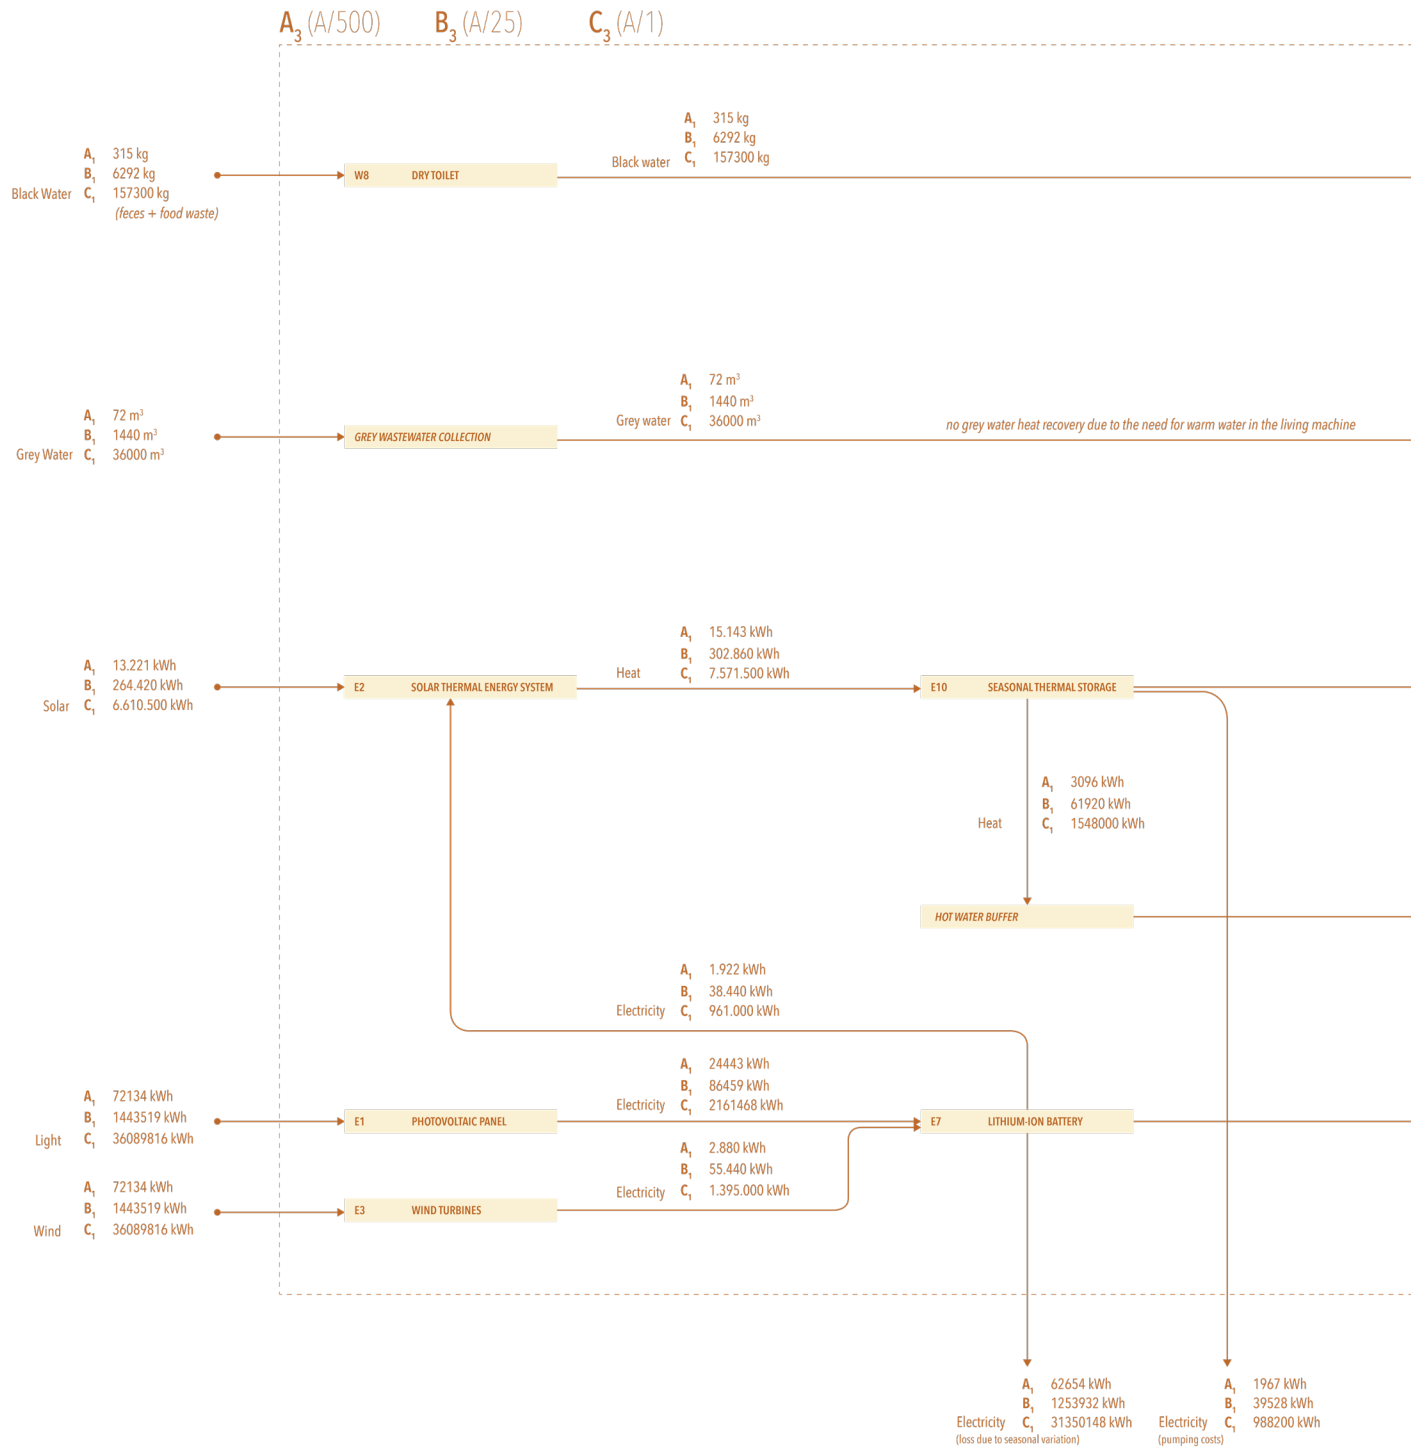 A3 (A/500) B3 (A/25) C3 (A/1)
A1 315 kg
B1 6292 kg
Black water C1 157300 kg
A1 315 kg
B1 6292 kg
Black Water C1 157300 kg
(feces + food waste)
W8 DRY TOILET
A1 72 m³
B1 1440 m³
Grey water C1 36000 m³
A1 72 m³
B1 1440 m³
Grey Water C1 36000 m³
GREY WASTEWATER COLLECTION
no grey water heat recovery due to the need for warm water in the living machine
A1 15.143 kWh
B1 302.860 kWh
Heat C1 7.571.500 kWh
A1 13.221 kWh
B1 264.420 kWh
Solar C1 6.610.500 kWh
E2 SOLAR THERMAL ENERGY SYSTEM
E10 SEASONAL THERMAL STORAGE
A1 3096 kWh
B1 61920 kWh
Heat C1 1548000 kWh
HOT WATER BUFFER
A1 1.922 kWh
B1 38.440 kWh
Electricity C1 961.000 kWh
A1 24443 kWh
B1 86459 kWh
Electricity C1 2161468 kWh
A1 72134 kWh
B1 1443519 kWh
Light C1 36089816 kWh
E1 PHOTOVOLTAIC PANEL
E7 LITHIUM-ION BATTERY
A1 2.880 kWh
B1 55.440 kWh
Electricity C1 1.395.000 kWh
A1 72134 kWh
B1 1443519 kWh
Wind C1 36089816 kWh
E3 WIND TURBINES
A1 62654 kWh
B1 1253932 kWh
Electricity C1 31350148 kWh
(loss due to seasonal variation)
A1 1967 kWh
B1 39528 kWh
Electricity C1 988200 kWh
(pumping costs)